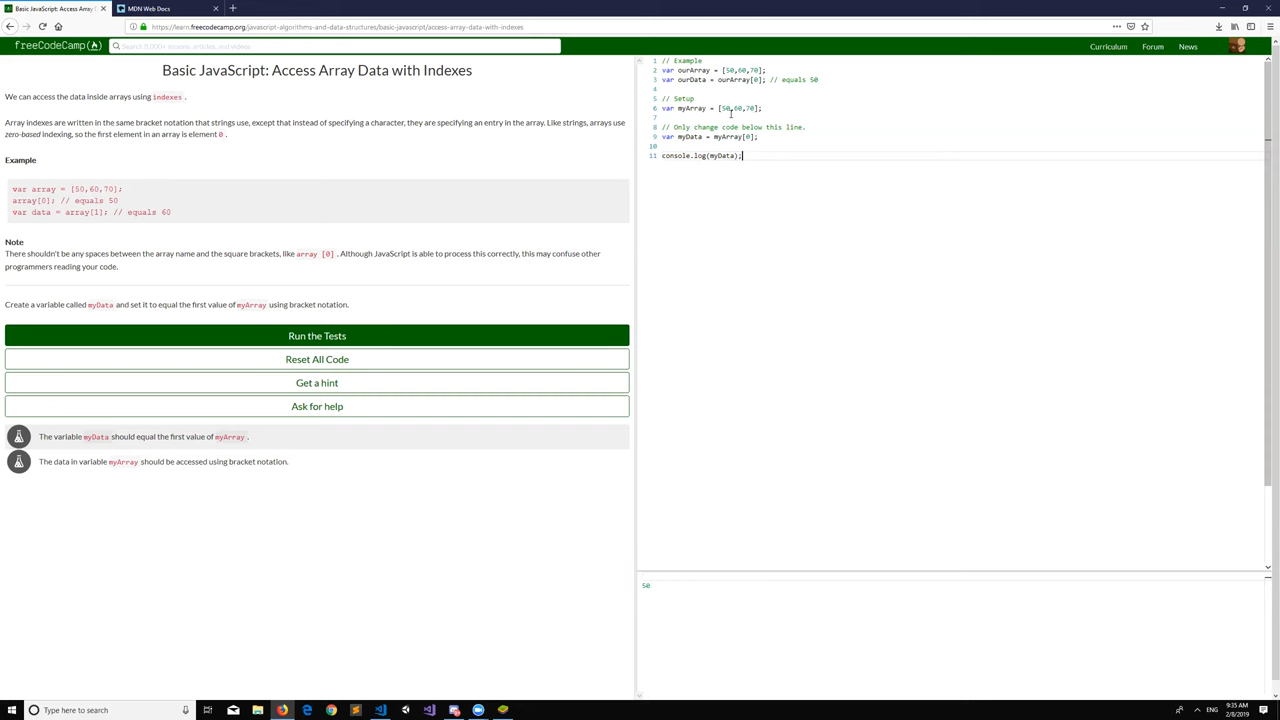 Basic JavaScript: Access Array D
MDN Web Docs
https://learn.freecodecamp.org/javascript-algorithms-and-data-structures/basic-javascript/access-array-data-with-indexes
freeCodeCamp
Search 8,000+ lessons, articles, and videos
Curriculum
Forum
News
Basic JavaScript: Access Array Data with Indexes
We can access the data inside arrays using indexes.
Array indexes are written in the same bracket notation that strings use, except that instead of specifying a character, they are specifying an entry in the array. Like strings, arrays use
zero-based indexing, so the first element in an array is element 0.
Example
var array = [50,60,70];
array[0]; // equals 50
var data = array[1]; // equals 60
Note
There shouldn't be any spaces between the array name and the square brackets, like array [0]. Although JavaScript is able to process this correctly, this may confuse other
programmers reading your code.
Create a variable called myData and set it to equal the first value of myArray using bracket notation.
Run the Tests
Reset All Code
Get a hint
Ask for help
The variable myData should equal the first value of myArray.
The data in variable myArray should be accessed using bracket notation.
1 // Example
2 var ourArray = [50,60,70];
3 var ourData = ourArray[0]; // equals 50
4
5 // Setup
6 var myArray = [50,60,70];
7
8 // Only change code below this line.
9 var myData = myArray[0];
10
11 console.log(myData);
50
Type here to search
ENG
9:35 AM
2/8/2019